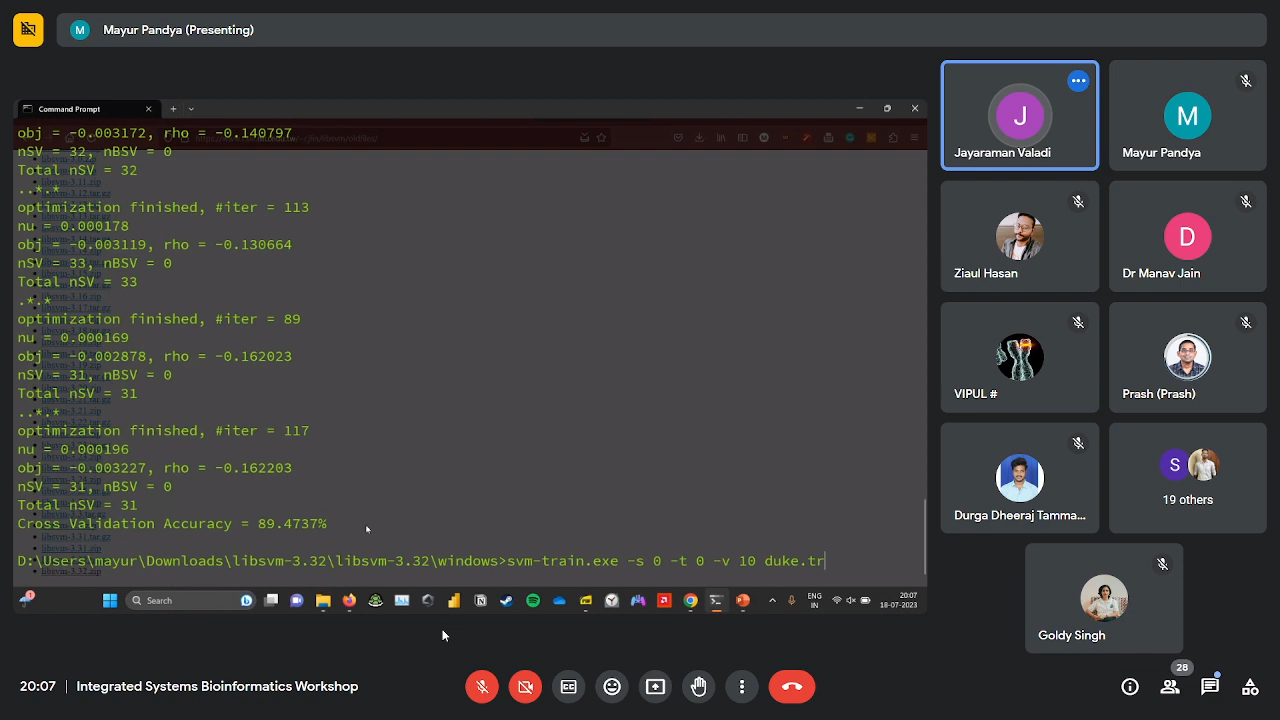 M
Mayur Pandya (Presenting)
Command Prompt
obj = -0.003172, rho = -0.140797
nSV = 32, nBSV = 0
Total nSV = 32
..*.*
optimization finished, #iter = 113
nu = 0.000178
obj = -0.003119, rho = -0.130664
nSV = 33, nBSV = 0
Total nSV = 33
.*.*
optimization finished, #iter = 89
nu = 0.000169
obj = -0.002878, rho = -0.162023
nSV = 31, nBSV = 0
Total nSV = 31
..*.*
optimization finished, #iter = 117
nu = 0.000196
obj = -0.003227, rho = -0.162203
nSV = 31, nBSV = 0
Total nSV = 31
Cross Validation Accuracy = 89.4737%
D:\Users\mayur\Downloads\libsvm-3.32\libsvm-3.32\windows>svm-train.exe -s 0 -t 0 -v 10 duke.tr
Search
ENG
IN
20:07
18-07-2023
J
Jayaraman Valadi
M
Mayur Pandya
Ziaul Hasan
D
Dr Manav Jain
VIPUL #
Prash (Prash)
Durga Dheeraj Tamma...
S
19 others
Goldy Singh
20:07
Integrated Systems Bioinformatics Workshop
28